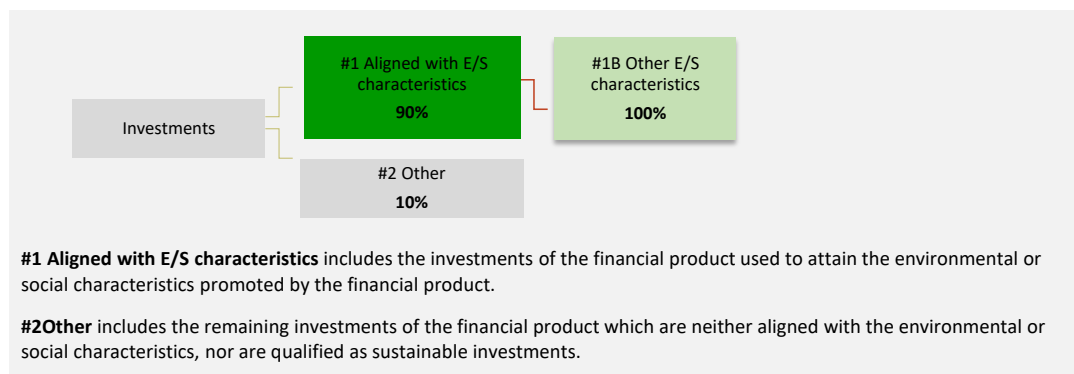 #1 Aligned with E/S
characteristics
90%
#1B Other E/S
characteristics
100%
Investments
#2 Other
10%
#1 Aligned with E/S characteristics includes the investments of the financial product used to attain the environmental or
social characteristics promoted by the financial product.
#2Other includes the remaining investments of the financial product which are neither aligned with the environmental or
social characteristics, nor are qualified as sustainable investments.